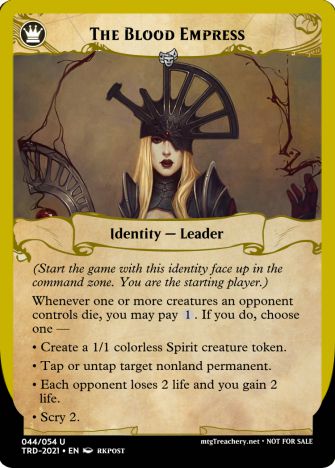 The Blood Empress
Identity — Leader
(Start the game with this identity face up in the
command zone. You are the starting player.)
Whenever one or more creatures an opponent
controls die, you may pay 1. If you do, choose
one —
• Create a 1/1 colorless Spirit creature token.
• Tap or untap target nonland permanent.
• Each opponent loses 2 life and you gain 2
life.
• Scry 2.
044/054 U
TRD-2021 • EN RKPOST
mtgTreachery.net • NOT FOR SALE